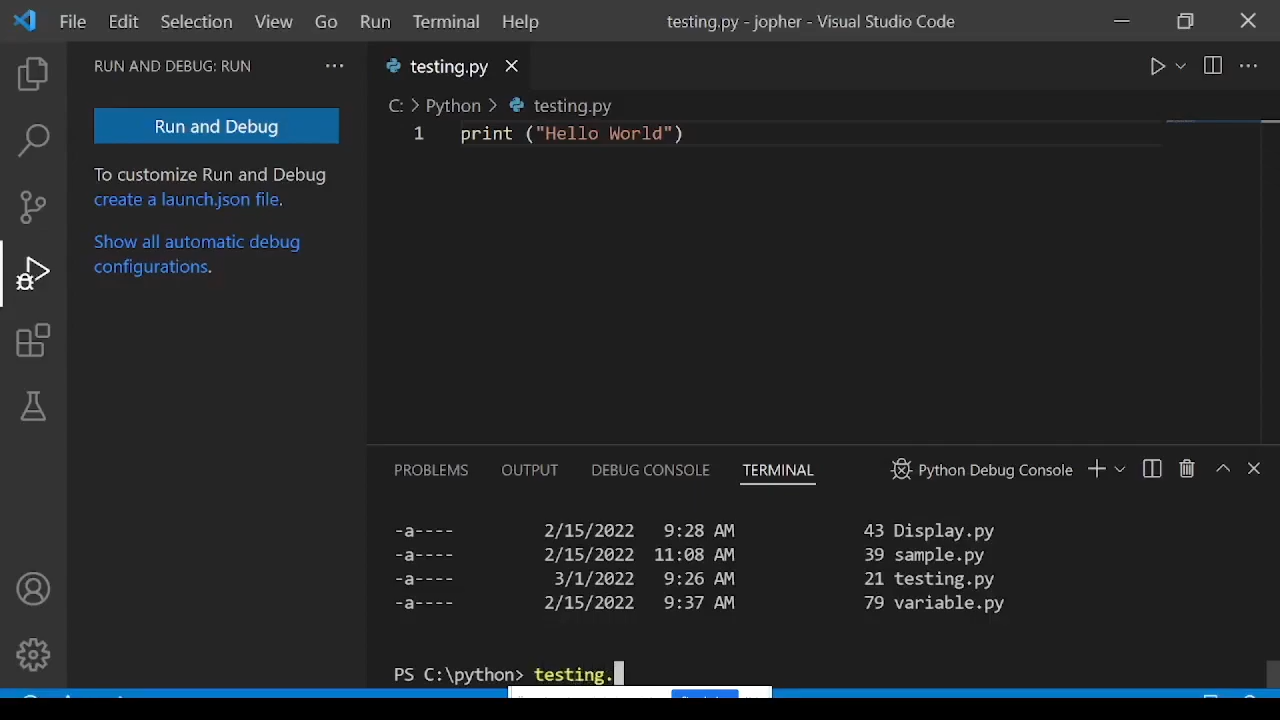 File Edit Selection View Go Run Terminal Help testing.py - jopher - Visual Studio Code
RUN AND DEBUG: RUN
testing.py
C: > Python > testing.py
Run and Debug
1 print ("Hello World")
To customize Run and Debug
create a launch.json file.
Show all automatic debug
configurations.
PROBLEMS OUTPUT DEBUG CONSOLE TERMINAL Python Debug Console
-a---- 2/15/2022 9:28 AM 43 Display.py
-a---- 2/15/2022 11:08 AM 39 sample.py
-a---- 3/1/2022 9:26 AM 21 testing.py
-a---- 2/15/2022 9:37 AM 79 variable.py
PS C:\python> testing.